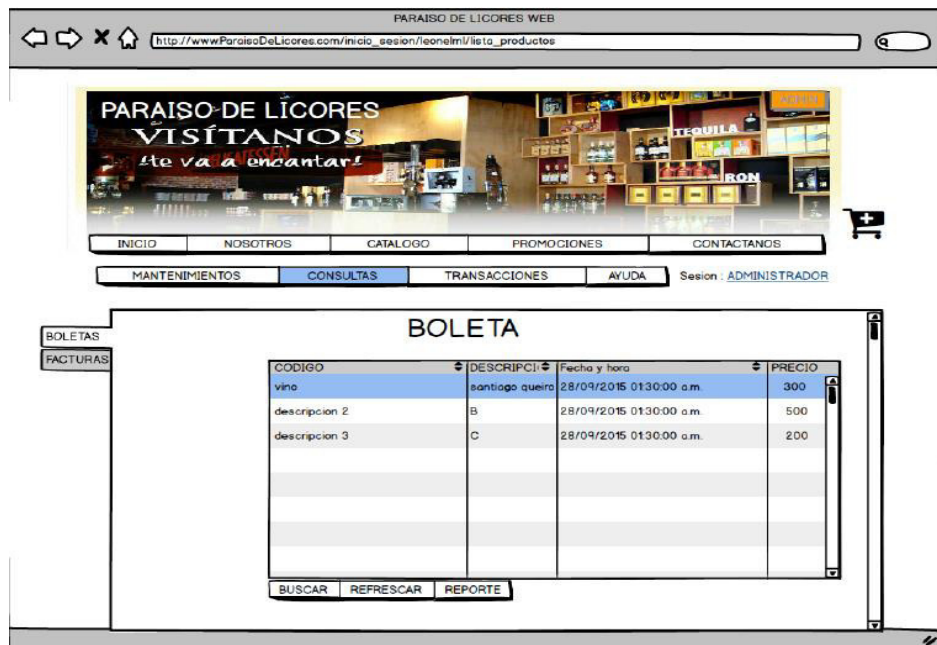 PARAISO DE LICORES WEB
http://www.ParaisoDeLicores.com/inicio_sesion/leonelml/lista_productos
PARAISO DE LICORES
VISÍTANOS
!te va a encantar!
TEQUILA
RON
INICIO NOSOTROS CATALOGO PROMOCIONES CONTACTANOS
MANTENIMIENTOS CONSULTAS TRANSACCIONES AYUDA Sesion : ADMINISTRADOR
BOLETAS
FACTURAS
BOLETA
CODIGO DESCRIPCI Fecha y hora PRECIO
vino santiago queiro 28/09/2015 01:30:00 a.m. 300
descripcion 2 B 28/09/2015 01:30:00 a.m. 500
descripcion 3 C 28/09/2015 01:30:00 a.m. 200
BUSCAR REFRESCAR REPORTE